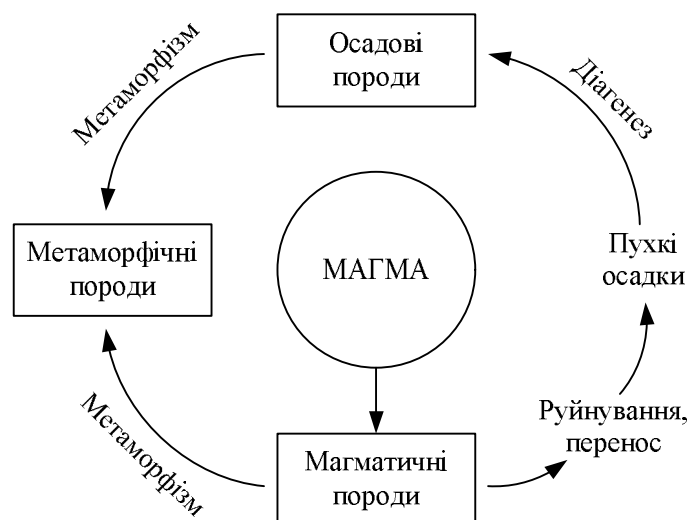 Осадові
породи
Метаморфізм
Діагенез
Метаморфічні
породи
МАГМА
Пухкі
осадки
Руйнування,
перенос
Метаморфізм
Магматичні
породи